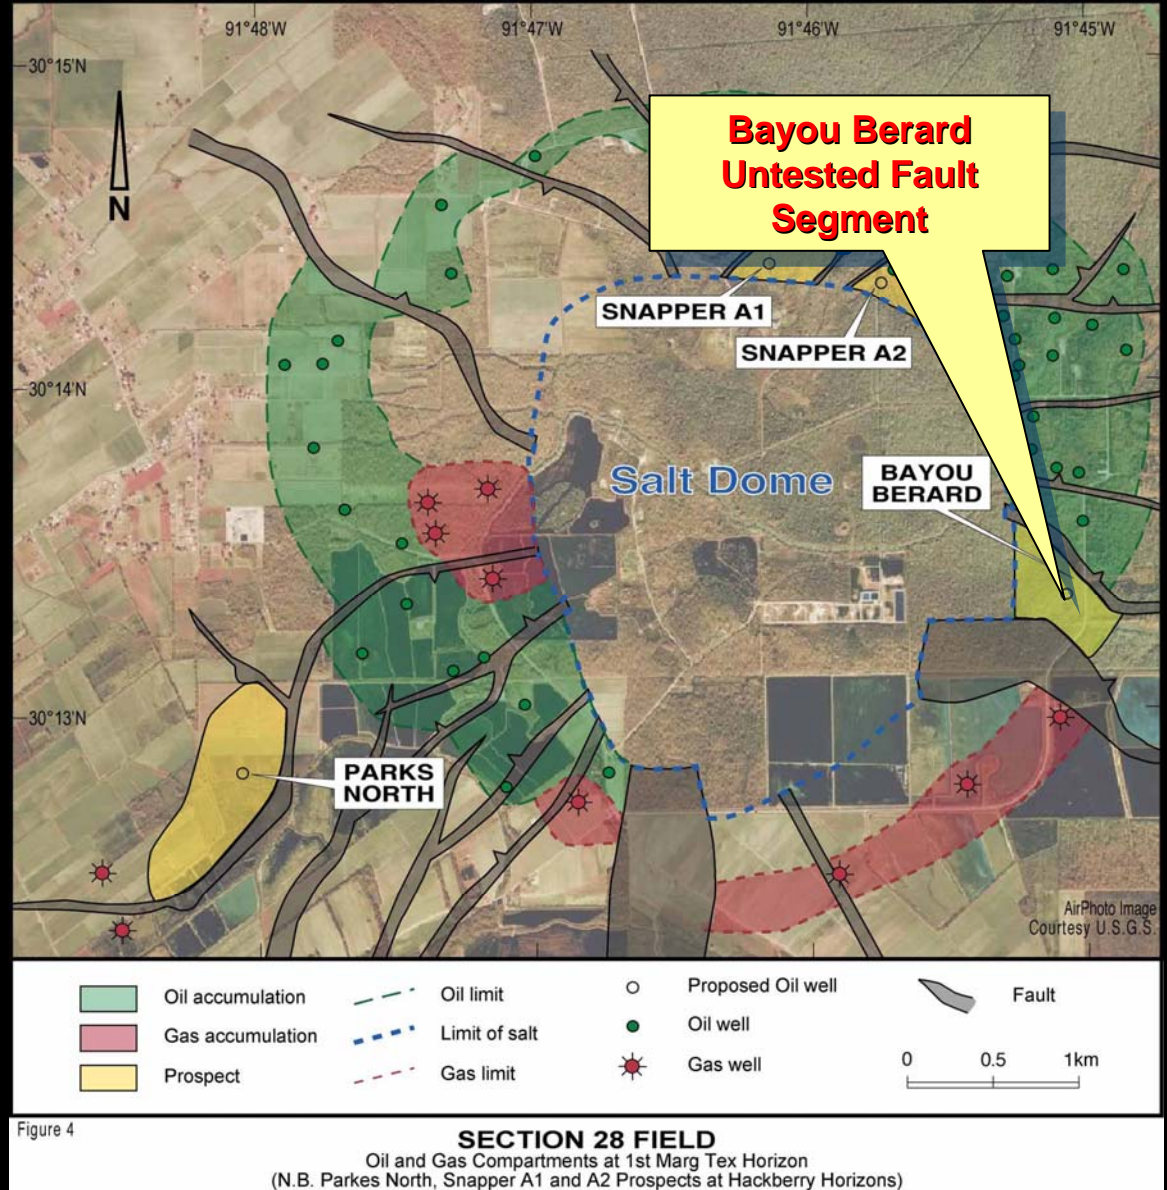 91°48'W
91°47'W
91°46'W
91°45'W
30°15'N
Bayou Berard
Untested Fault
Segment
N
SNAPPER A1
SNAPPER A2
30°14'N
Salt Dome
BAYOU
BERARD
30°13'N
PARKS
NORTH
AirPhoto Image
Courtesy U.S.G.S.
Oil accumulation
Oil limit
Proposed Oil well
Fault
Gas accumulation
Limit of salt
Oil well
Prospect
Gas limit
Gas well
0 0.5 1km
Figure 4
SECTION 28 FIELD
Oil and Gas Compartments at 1st Marg Tex Horizon
(N.B. Parkes North, Snapper A1 and A2 Prospects at Hackberry Horizons)